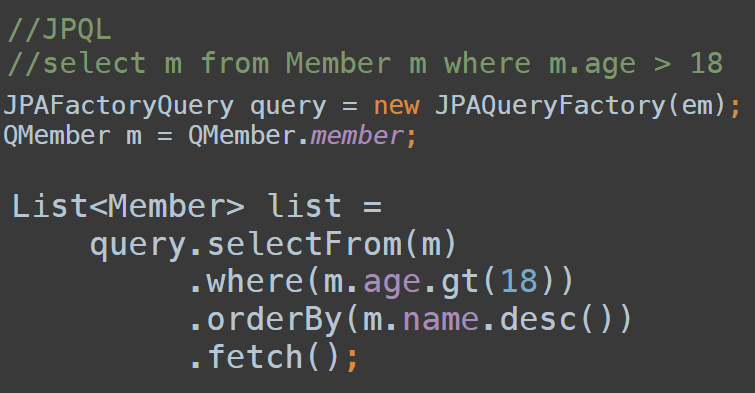 //JPQL
//select m from Member m where m.age > 18
JPAFactoryQuery query = new JPAQueryFactory(em);
QMember m = QMember.member;
List<Member> list =
query.selectFrom(m)
.where(m.age.gt(18))
.orderBy(m.name.desc())
.fetch();